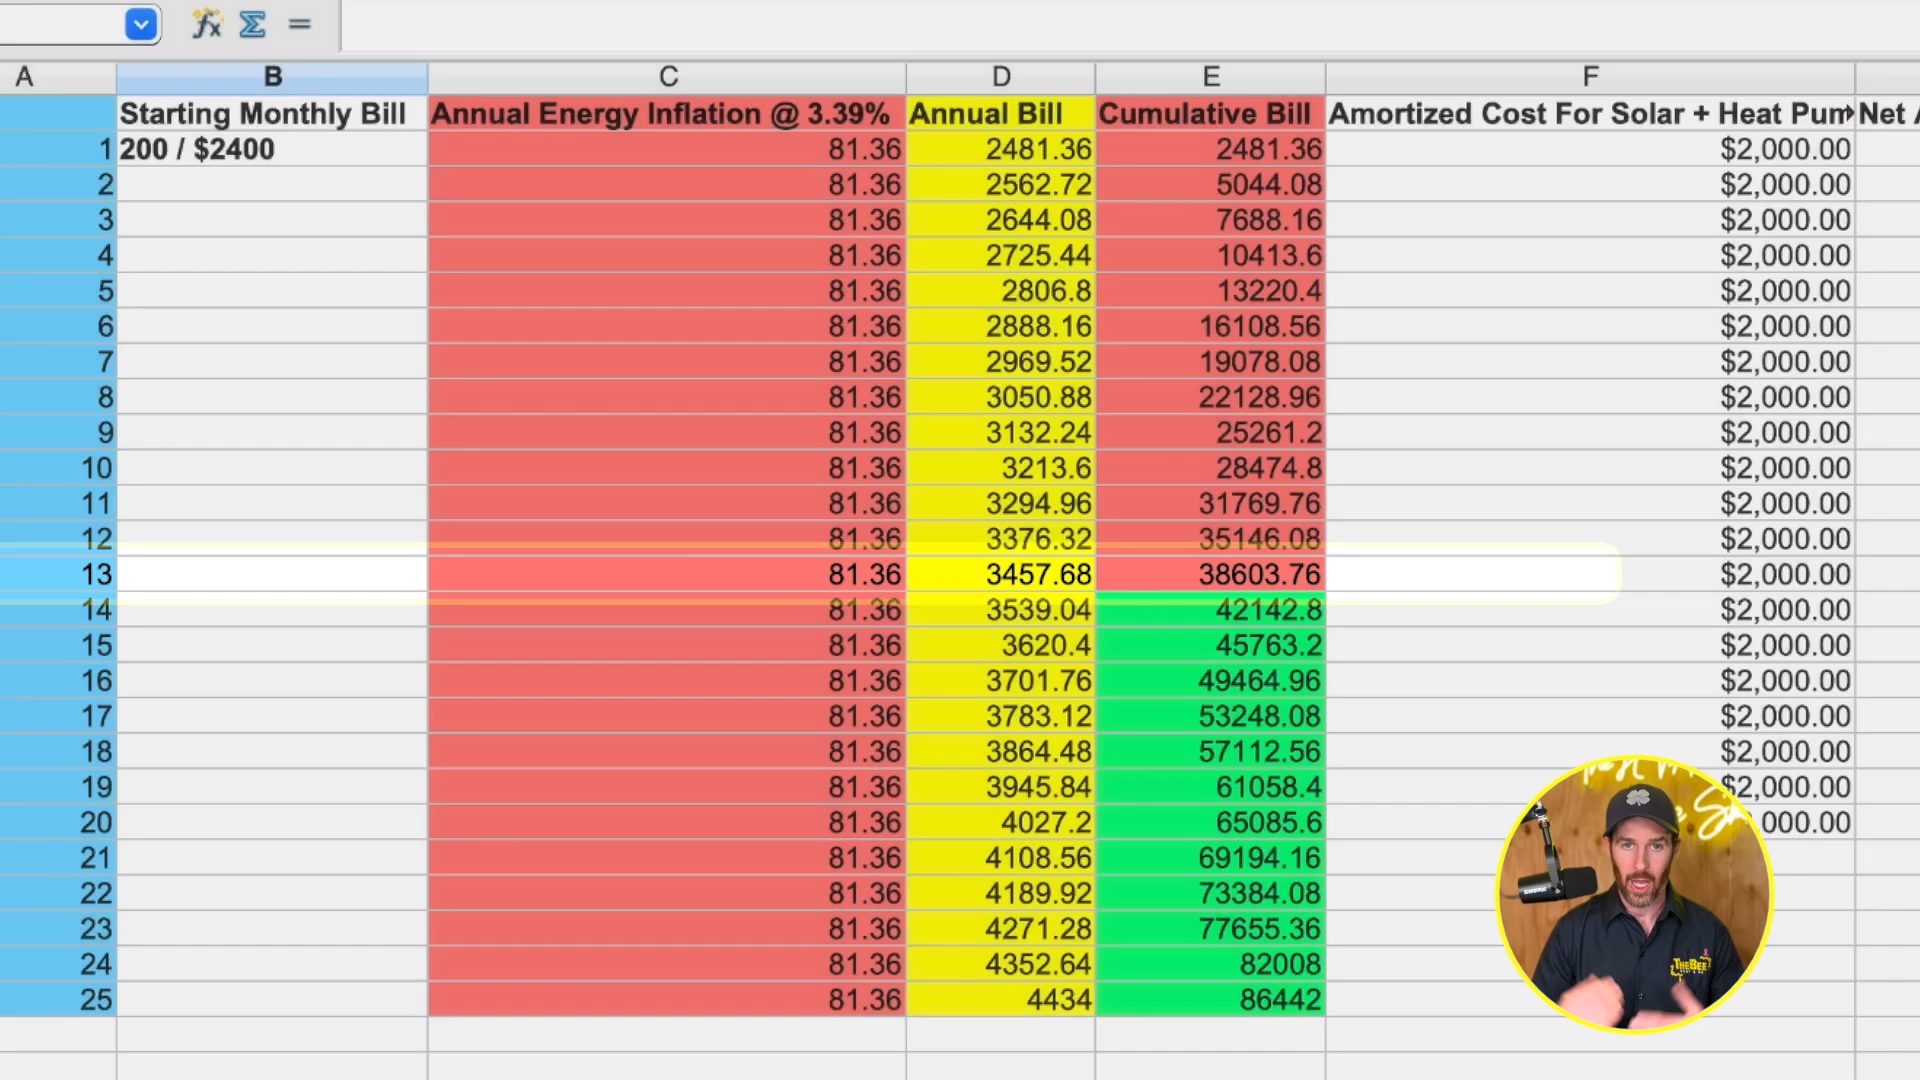 A B C D E F
Starting Monthly Bill Annual Energy Inflation @ 3.39% Annual Bill Cumulative Bill Amortized Cost For Solar + Heat Pum Net
1 200 / $2400 81.36 2481.36 2481.36 $2,000.00
2 81.36 2562.72 5044.08 $2,000.00
3 81.36 2644.08 7688.16 $2,000.00
4 81.36 2725.44 10413.6 $2,000.00
5 81.36 2806.8 13220.4 $2,000.00
6 81.36 2888.16 16108.56 $2,000.00
7 81.36 2969.52 19078.08 $2,000.00
8 81.36 3050.88 22128.96 $2,000.00
9 81.36 3132.24 25261.2 $2,000.00
10 81.36 3213.6 28474.8 $2,000.00
11 81.36 3294.96 31769.76 $2,000.00
12 81.36 3376.32 35146.08 $2,000.00
13 81.36 3457.68 38603.76 $2,000.00
14 81.36 3539.04 42142.8 $2,000.00
15 81.36 3620.4 45763.2 $2,000.00
16 81.36 3701.76 49464.96 $2,000.00
17 81.36 3783.12 53248.08 $2,000.00
18 81.36 3864.48 57112.56 $2,000.00
19 81.36 3945.84 61058.4 $2,000.00
20 81.36 4027.2 65085.6 000.00
21 81.36 4108.56 69194.16
22 81.36 4189.92 73384.08
23 81.36 4271.28 77655.36
24 81.36 4352.64 82008
25 81.36 4434 86442
SHURE
THE BEE